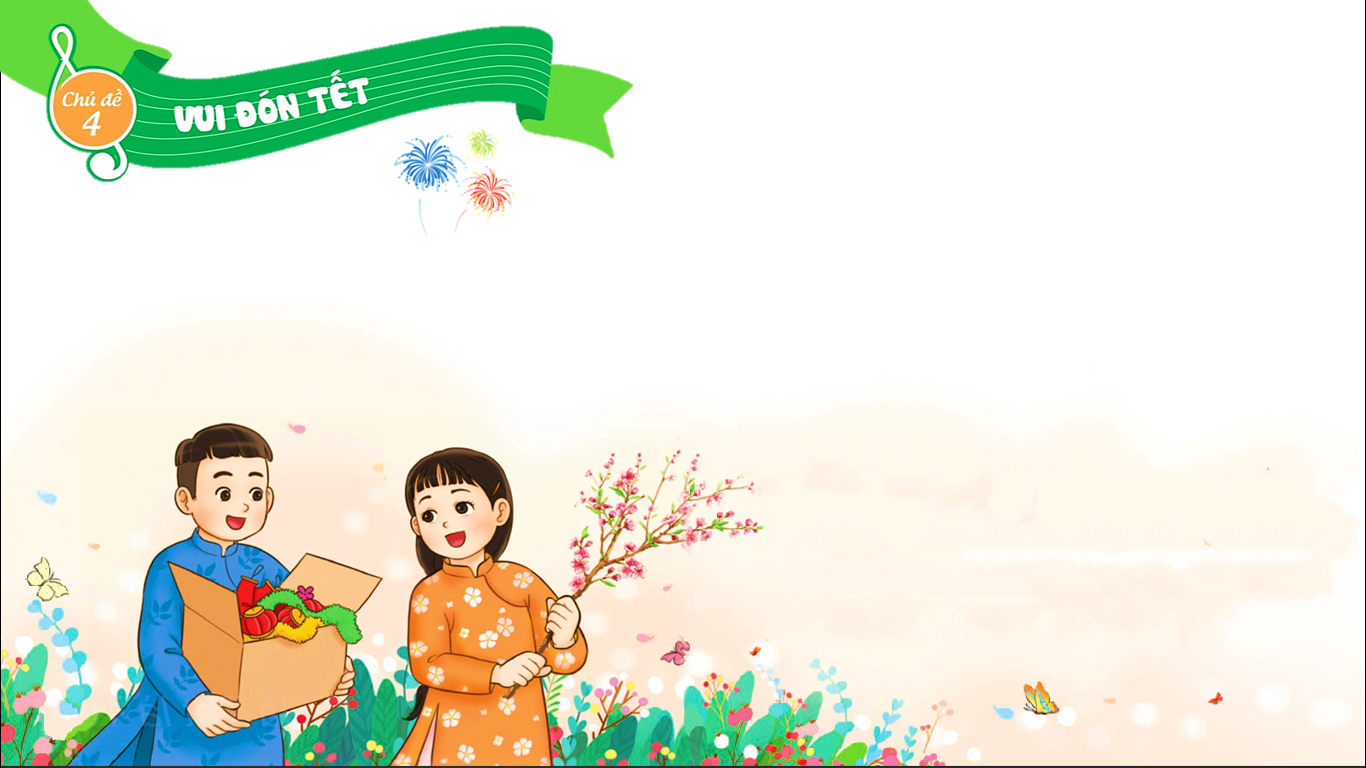 Chủ đề
4
VUI ĐÓN TẾT